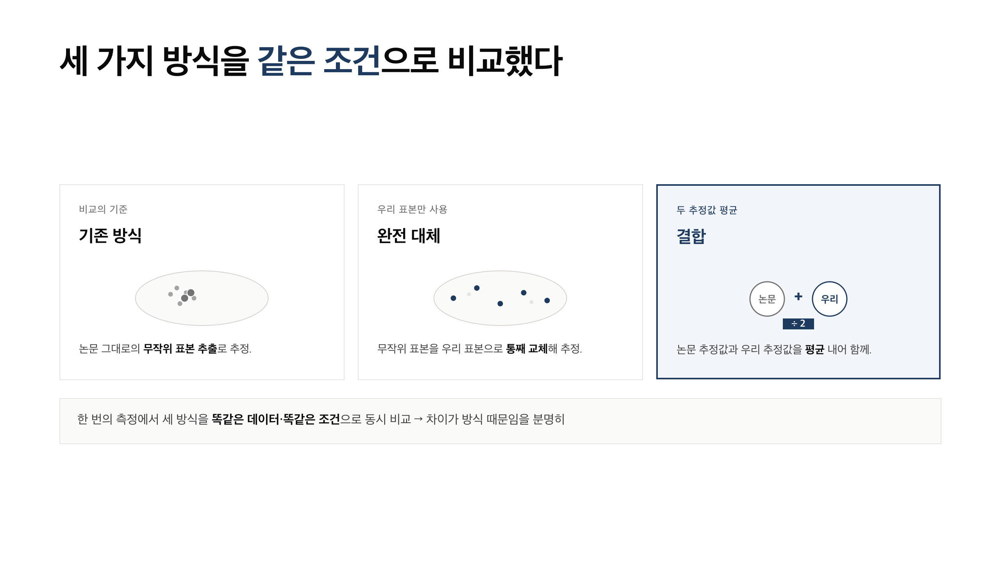 세 가지 방식을 같은 조건으로 비교했다
비교의 기준
기존 방식
논문 그대로의 무작위 표본 추출로 추정.
우리 표본만 사용
완전 대체
무작위 표본을 우리 표본으로 통째 교체해 추정.
두 추정값 평균
결합
논문 + 우리
÷ 2
논문 추정값과 우리 추정값을 평균 내어 함께.
한 번의 측정에서 세 방식을 똑같은 데이터·똑같은 조건으로 동시 비교 → 차이가 방식 때문임을 분명히